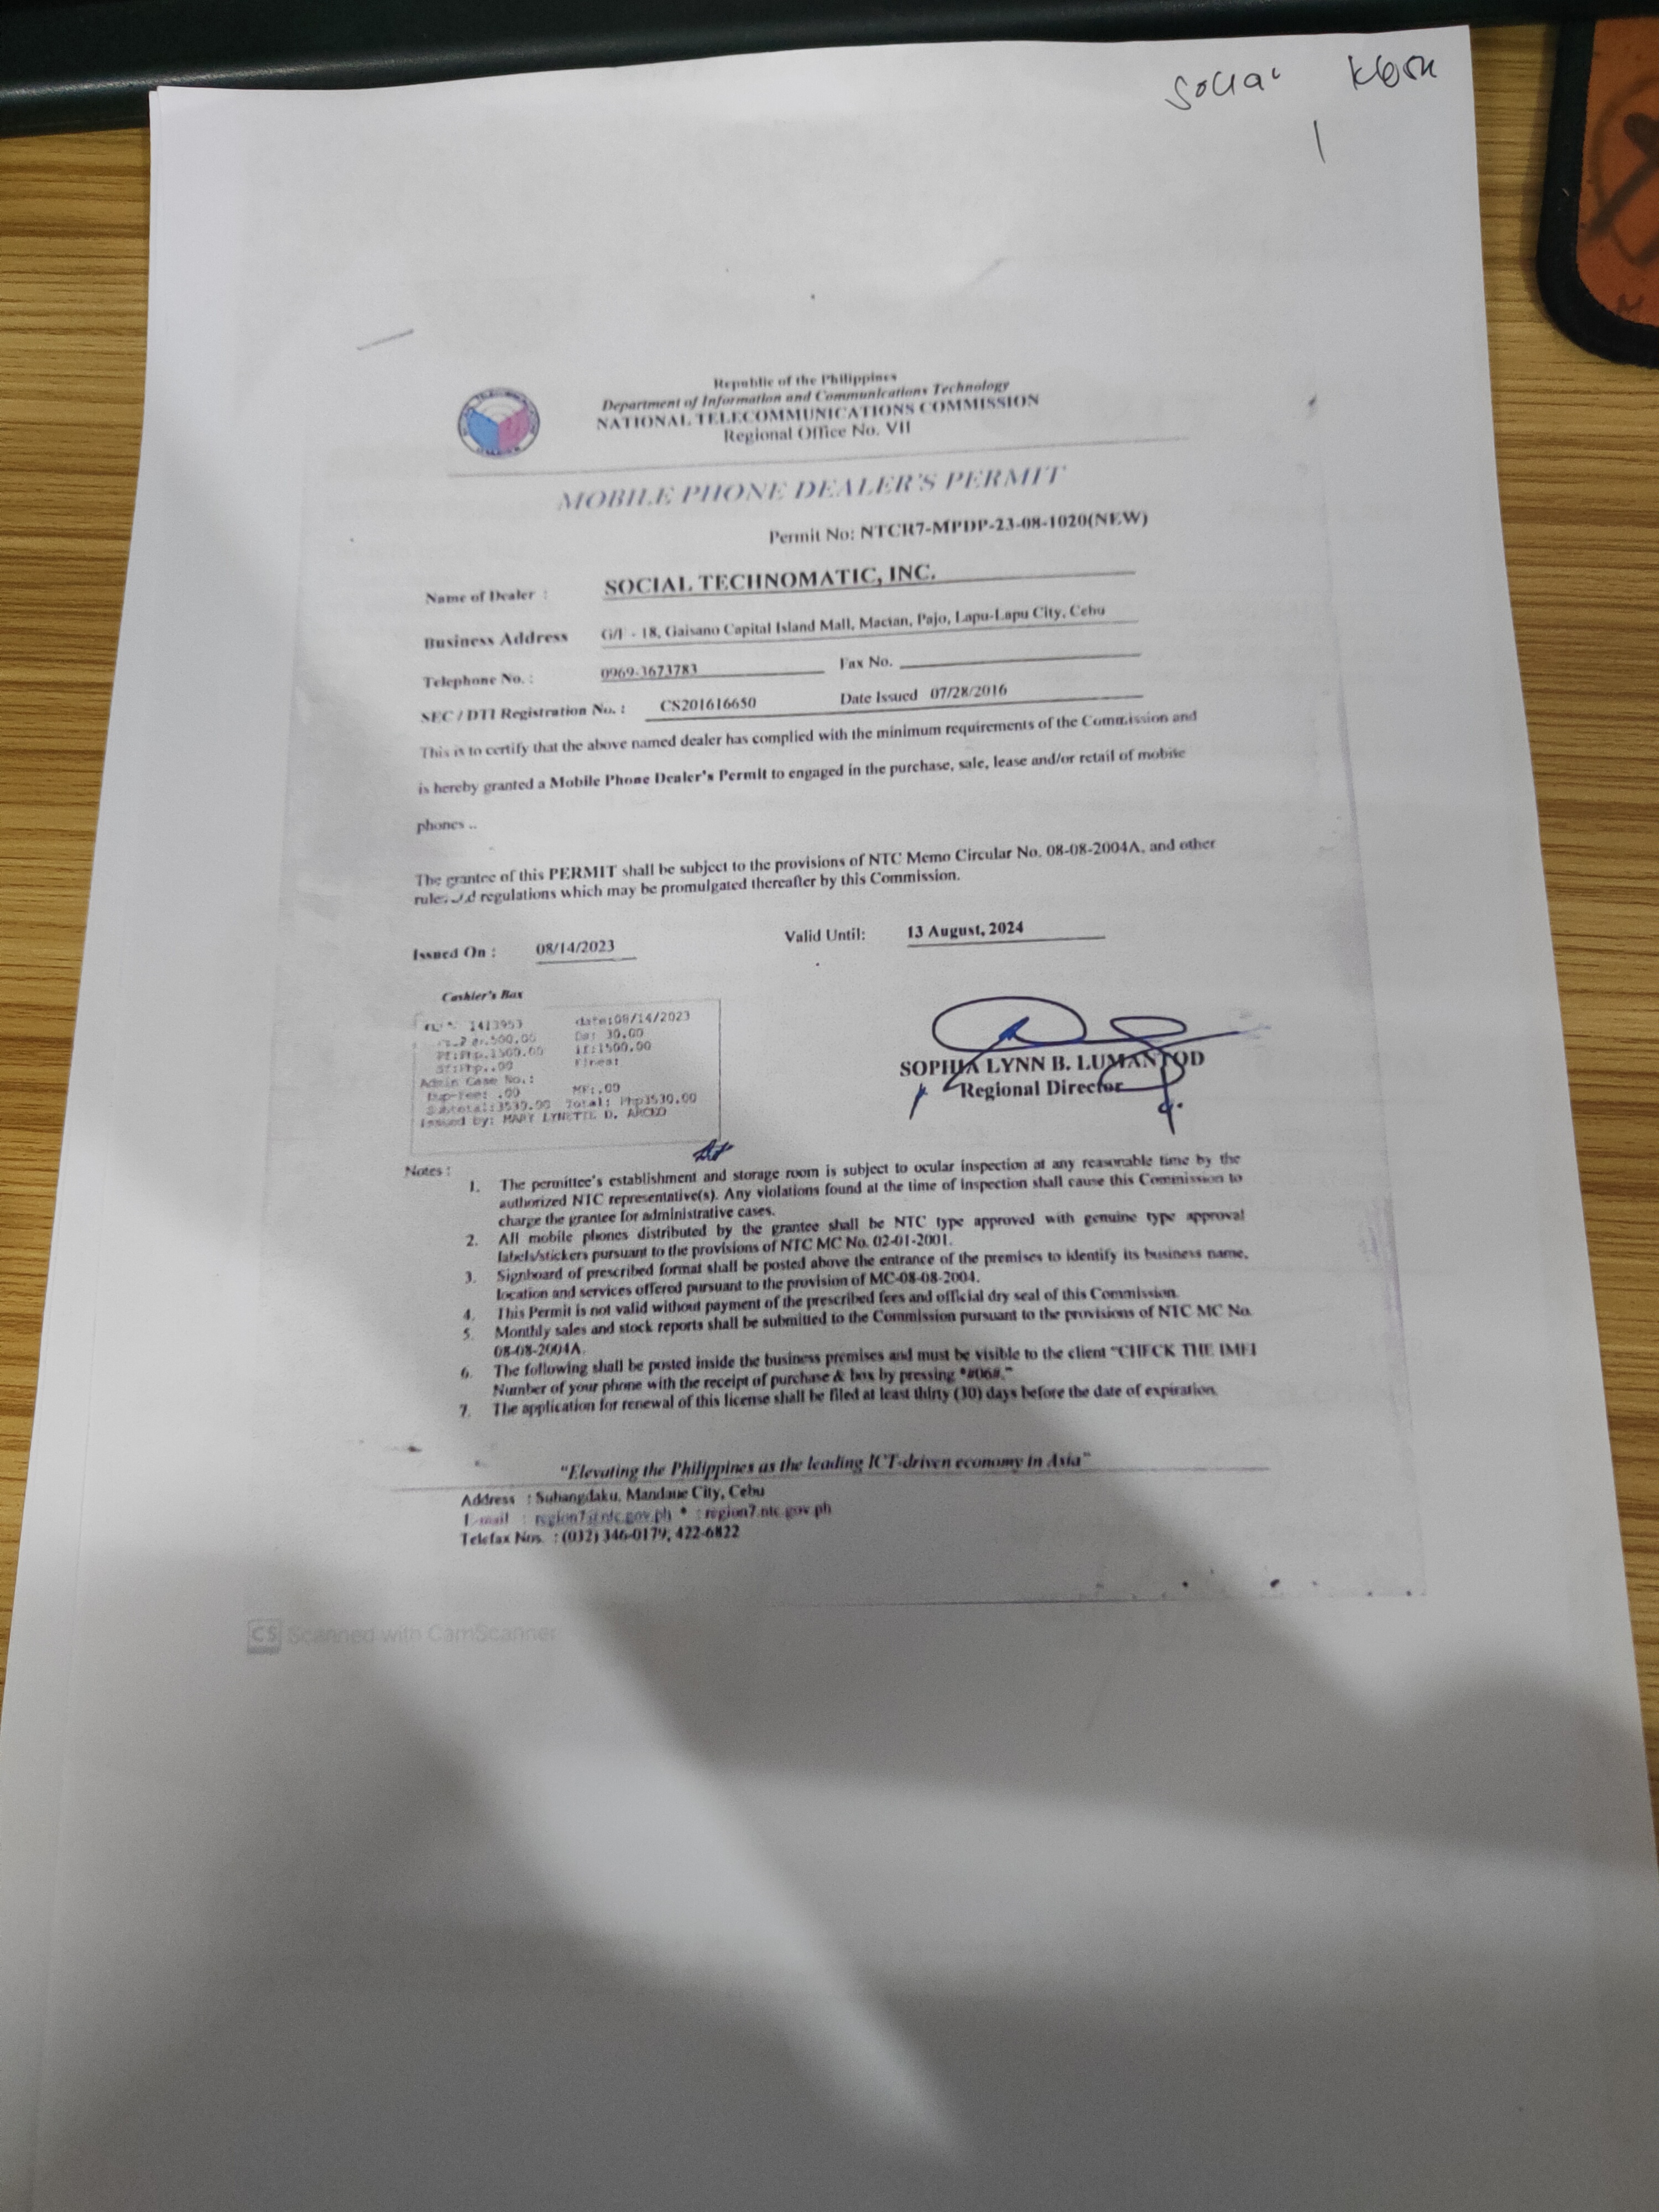 Social
Republic of the Philippines
Department of Information and Communications Technology
NATIONAL TELECOMMUNICATIONS COMMISSION
Regional Office No. VII
MOBILE PHONE DEALER'S PERMIT
Permit No: NTCR7-MPDP-23-08-1020(NEW)
Name of Dealer : SOCIAL TECHNOMATIC, INC.
Business Address G/F - 18, Gaisano Capital Island Mall, Mactan, Pajo, Lapu-Lapu City, Cebu
Telephone No. : 0969-3673783 Fax No.
SEC / DTI Registration No. : CS201616650 Date Issued 07/28/2016
This is to certify that the above named dealer has complied with the minimum requirements of the Commission and
is hereby granted a Mobile Phone Dealer's Permit to engaged in the purchase, sale, lease and/or retail of mobile
phones ..
The grantee of this PERMIT shall be subject to the provisions of NTC Memo Circular No. 08-08-2004A, and other
rules and regulations which may be promulgated thereafter by this Commission.
Issued On : 08/14/2023 Valid Until: 13 August, 2024
Cashier's Box
1413953 date:08/14/2023
30.00
1500.00 lf:1500.00
Fines:
Admin Case No.:
Dup-Fee: .00 MF:.00
Subtotal:3530.00 Total: Php3530.00
Issued by: MARY LYNETTE D. ARCEO
SOPHIA LYNN B. LUMANTOD
Regional Director
Notes :
1. The permittee's establishment and storage room is subject to ocular inspection at any reasonable time by the
authorized NTC representative(s). Any violations found at the time of inspection shall cause this Commission to
charge the grantee for administrative cases.
2. All mobile phones distributed by the grantee shall be NTC type approved with genuine type approval
labels/stickers pursuant to the provisions of NTC MC No. 02-01-2001.
3. Signboard of prescribed format shall be posted above the entrance of the premises to identify its business name,
location and services offered pursuant to the provision of MC-08-08-2004.
4. This Permit is not valid without payment of the prescribed fees and official dry seal of this Commission.
5. Monthly sales and stock reports shall be submitted to the Commission pursuant to the provisions of NTC MC No.
08-08-2004A.
6. The following shall be posted inside the business premises and must be visible to the client "CHECK THE IMEI
Number of your phone with the receipt of purchase & box by pressing *#06#."
7. The application for renewal of this license shall be filed at least thirty (30) days before the date of expiration.
"Elevating the Philippines as the leading ICT-driven economy in Asia"
Address : Subangdaku, Mandaue City, Cebu
E-mail : region7@ntc.gov.ph * : region7.ntc.gov.ph
Telefax Nos. : (032) 346-0179, 422-6822
CS Scanned with CamScanner